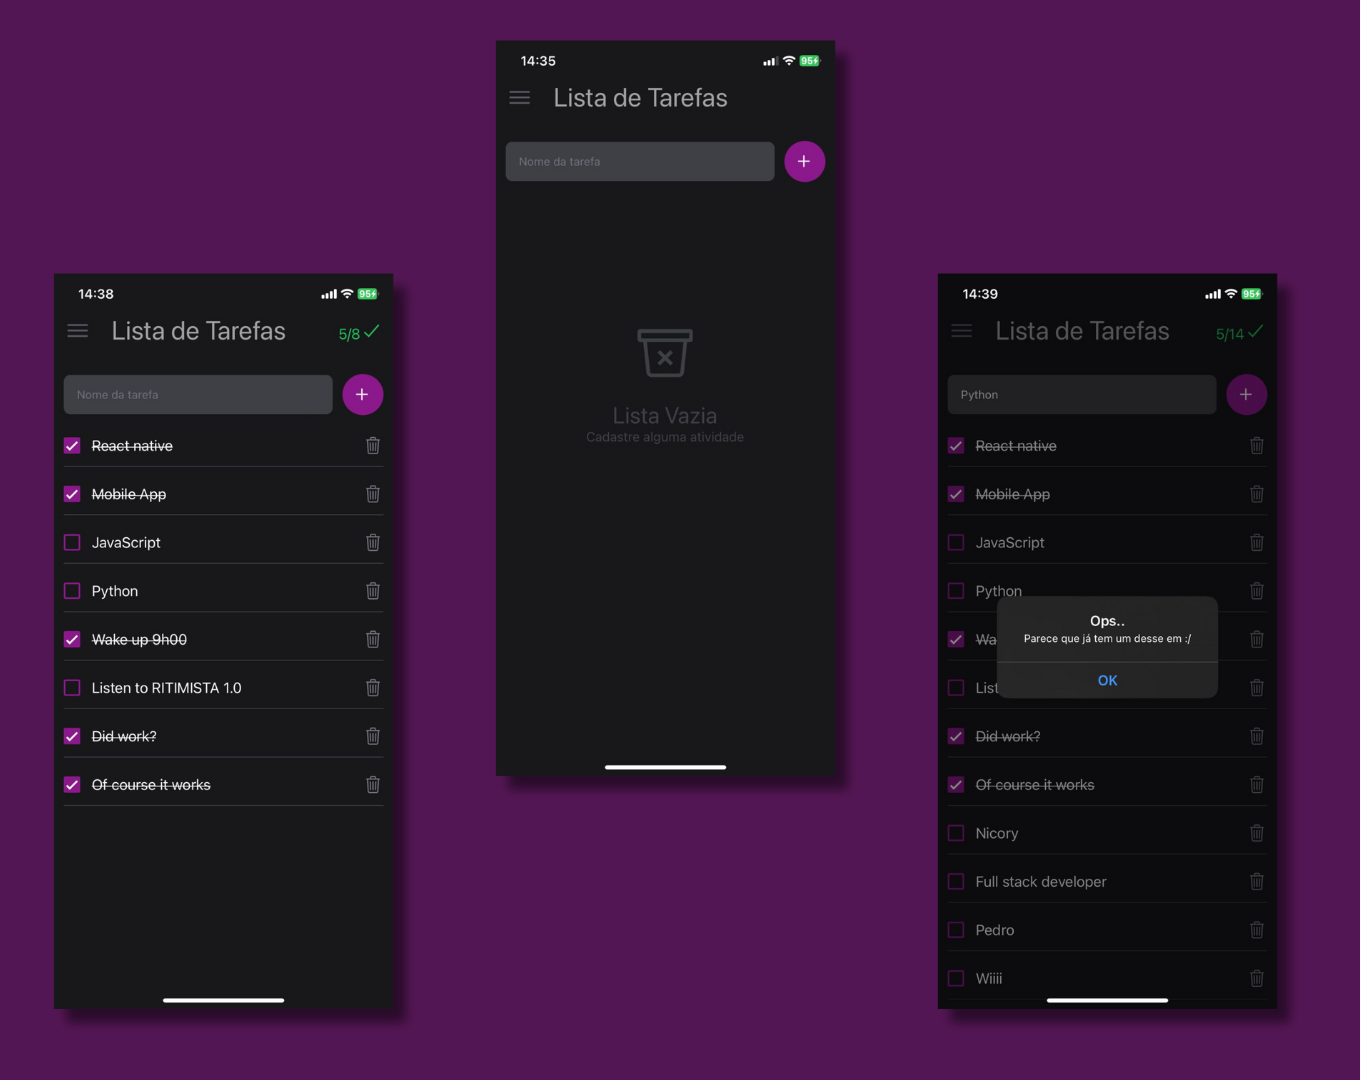 14:35
95
Lista de Tarefas
Nome da tarefa
+
Lista Vazia
Cadastre alguma atividade
14:38
95
Lista de Tarefas
5/8
Nome da tarefa
+
React native
Mobile App
JavaScript
Python
Wake up 9h00
Listen to RITIMISTA 1.0
Did work?
Of course it works
14:39
95
Lista de Tarefas
5/14
Python
+
React native
Mobile App
JavaScript
Python
Wa
List
Ops..
Parece que já tem um desse em :/
OK
Did work?
Of course it works
Nicory
Full stack developer
Pedro
Wiiii